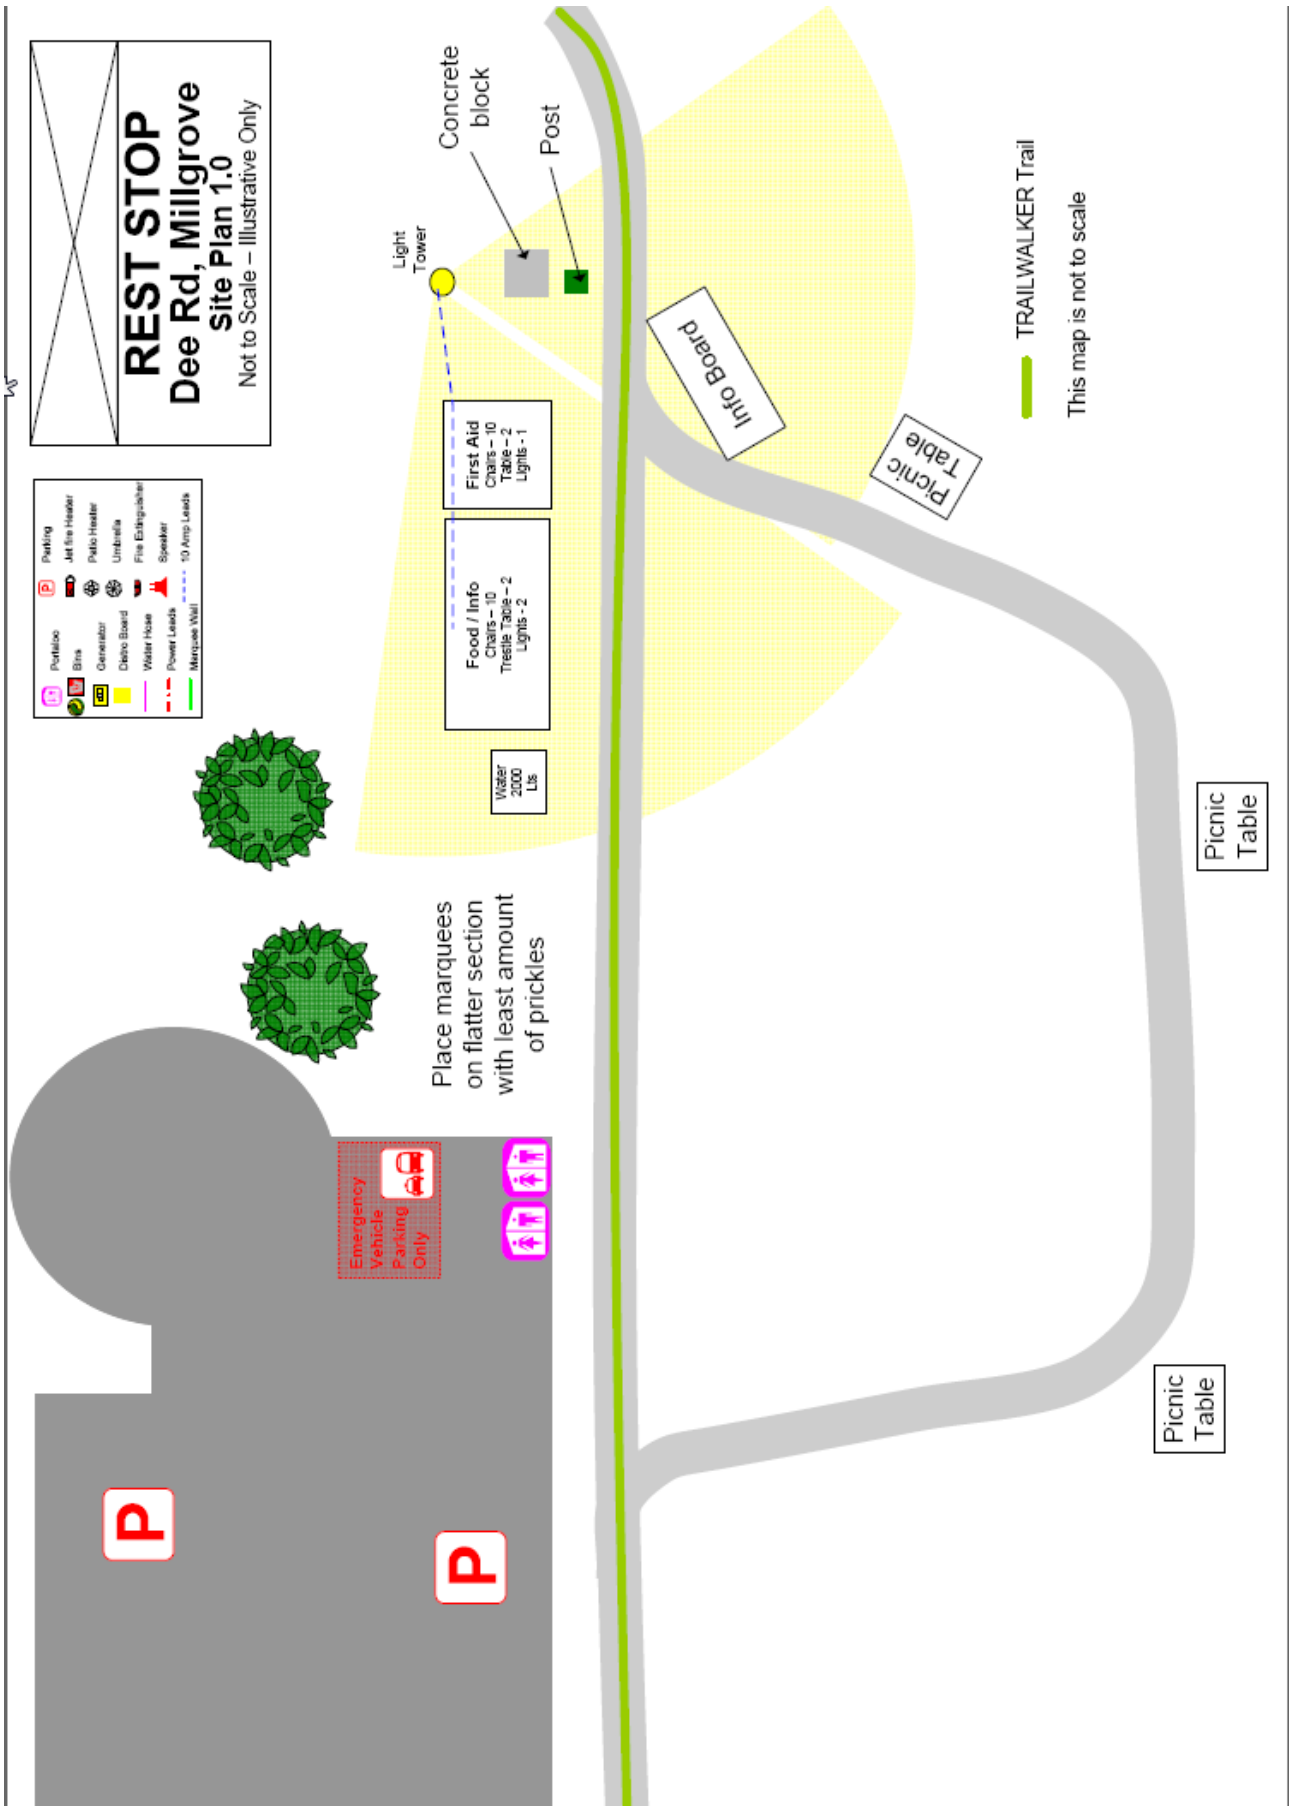 REST STOP
Dee Rd, Millgrove
Site Plan 1.0
Not to Scale – Illustrative Only
Portaloo
Bins
Generator
Distro Board
Water Hose
Power Leads
Marquee Wall
Parking
Jet fire Heater
Patio Heater
Umbrella
Fire Extinguisher
Speaker
10 Amp Leads
Light
Tower
Concrete
block
Post
First Aid
Chairs – 10
Table – 2
Lights - 1
Food / Info
Chairs – 10
Trestle Table – 2
Lights - 2
Water
2000
Lts
Info Board
Picnic
Table
TRAILWALKER Trail
This map is not to scale
Place marquees
on flatter section
with least amount
of prickles
Emergency
Vehicle
Parking
Only
P
P
Picnic
Table
Picnic
Table